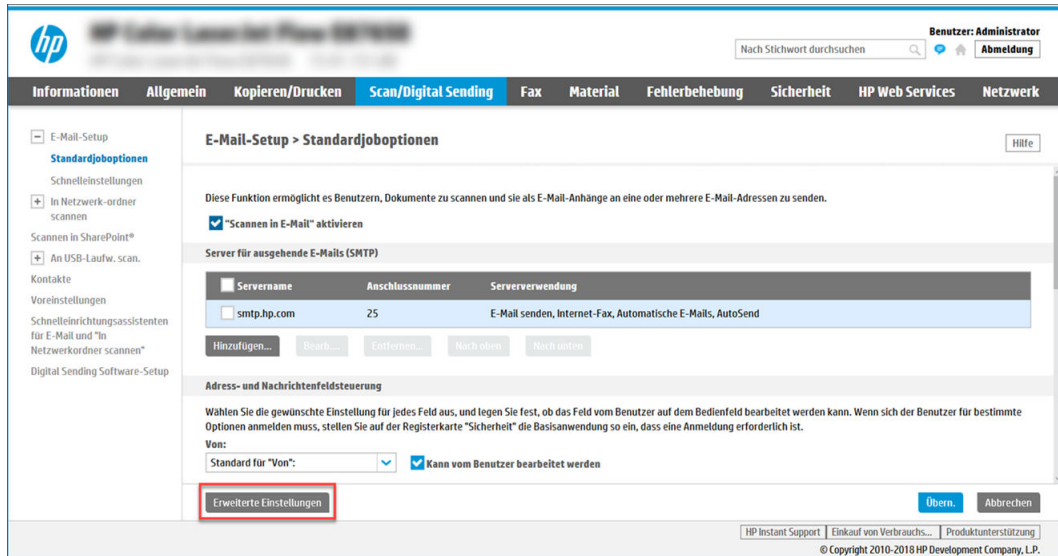 hp
Benutzer: Administrator
Nach Stichwort durchsuchen
Abmeldung
Informationen Allgemein Kopieren/Drucken Scan/Digital Sending Fax Material Fehlerbehebung Sicherheit HP Web Services Netzwerk
E-Mail-Setup
Standardjoboptionen
Schnelleinstellungen
In Netzwerk-ordner
scannen
Scannen in SharePoint®
An USB-Laufw. scan.
Kontakte
Voreinstellungen
Schnelleinrichtungsassistenten
für E-Mail und "In
Netzwerkordner scannen"
Digital Sending Software-Setup
E-Mail-Setup > Standardjoboptionen
Hilfe
Diese Funktion ermöglicht es Benutzern, Dokumente zu scannen und sie als E-Mail-Anhänge an eine oder mehrere E-Mail-Adressen zu senden.
"Scannen in E-Mail" aktivieren
Server für ausgehende E-Mails (SMTP)
Servername Anschlussnummer Serververwendung
smtp.hp.com 25 E-Mail senden, Internet-Fax, Automatische E-Mails, AutoSend
Hinzufügen... Bearb.... Entfernen... Nach oben Nach unten
Adress- und Nachrichtenfeldsteuerung
Wählen Sie die gewünschte Einstellung für jedes Feld aus, und legen Sie fest, ob das Feld vom Benutzer auf dem Bedienfeld bearbeitet werden kann. Wenn sich der Benutzer für bestimmte
Optionen anmelden muss, stellen Sie auf der Registerkarte "Sicherheit" die Basisanwendung so ein, dass eine Anmeldung erforderlich ist.
Von:
Standard für "Von": Kann vom Benutzer bearbeitet werden
Erweiterte Einstellungen Übern. Abbrechen
HP Instant Support Einkauf von Verbrauchs... Produktunterstützung
© Copyright 2010-2018 HP Development Company, L.P.